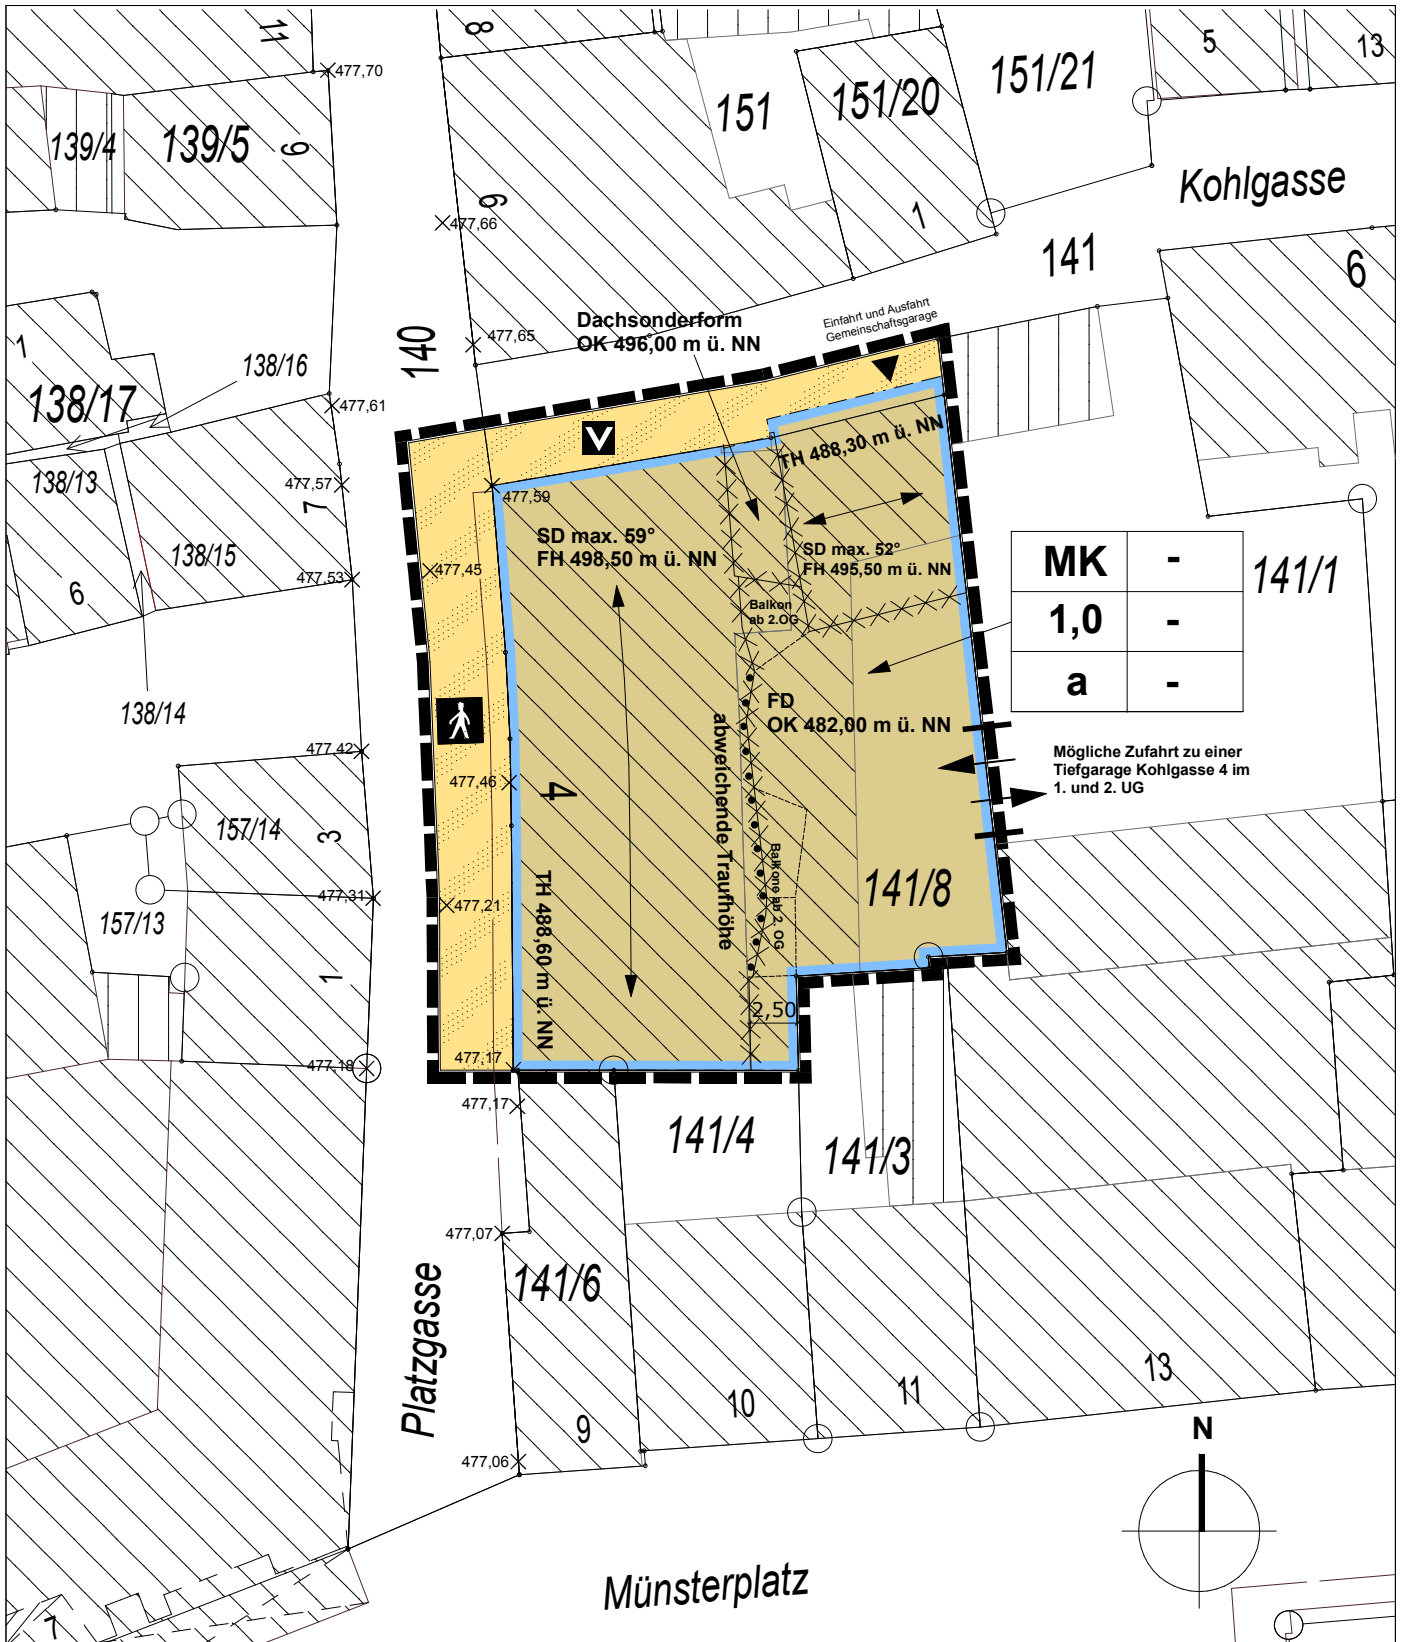 11
8
477,70
139/4
139/5
9
151
151/20
151/21
5
13
Kohlgasse
477,66
9
1
141
6
1
138/17
138/16
140
477,65
Dachsonderform
OK 496,00 m ü. NN
Einfahrt und Ausfahrt
Gemeinschaftsgarage
477,61
138/13
477,57
7
138/15
6
477,53
138/14
477,59
V
TH 488,30 m ü. NN
SD max. 59°
FH 498,50 m ü. NN
SD max. 52°
FH 495,50 m ü. NN
477,45
Balkon
ab 2.OG
MK -
1,0 -
a -
141/1
FD
OK 482,00 m ü. NN
abweichende Traufhöhe
Mögliche Zufahrt zu einer
Tiefgarage Kohlgasse 4 im
1. und 2. UG
477,42
477,46
4
157/14
3
477,31
157/13
1
477,21
TH 488,60 m ü. NN
Balkone ab 2. OG
141/8
2,50
477,18
477,17
477,17
141/4
141/3
477,07
141/6
Platzgasse
477,06
9
10
11
13
N
Münsterplatz
7